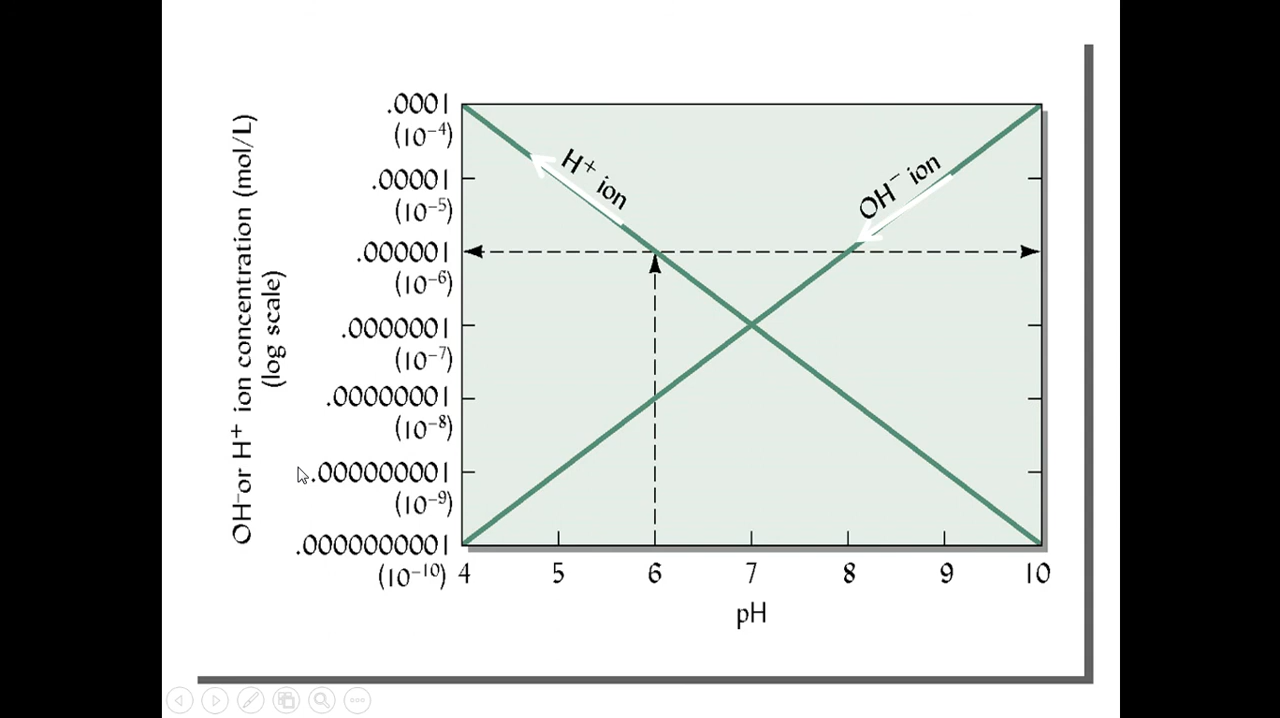 OH⁻ or H⁺ ion concentration (mol/L)
(log scale)
.0001
(10⁻⁴)
.00001
(10⁻⁵)
.000001
(10⁻⁶)
.0000001
(10⁻⁷)
.00000001
(10⁻⁸)
.000000001
(10⁻⁹)
.0000000001
(10⁻¹⁰)
H⁺ ion
OH⁻ ion
4 5 6 7 8 9 10
pH